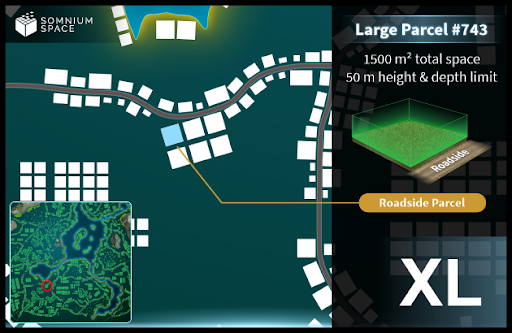 SOMNIUM
SPACE
Large Parcel #743
1500 m² total space
50 m height & depth limit
Roadside
Roadside Parcel
XL